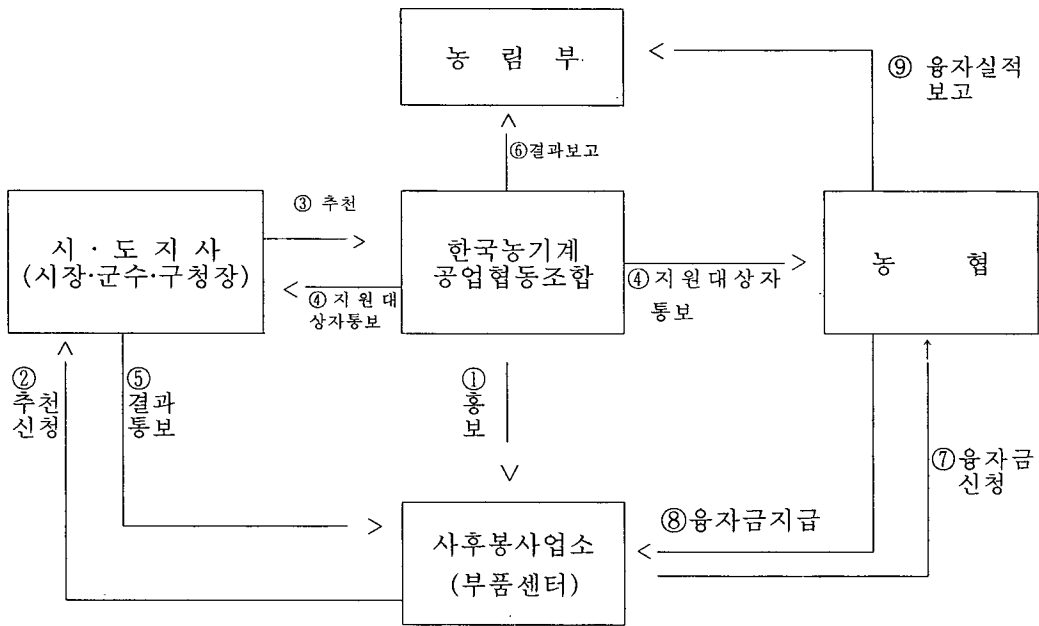 농 림 부
⑨ 융자실적
보고
⑥결과보고
③ 추천
시 · 도 지 사
(시장·군수·구청장)
한국농기계
공업협동조합
농 협
④ 지 원 대
상자통보
④지원대상자
통보
②
추천
신청
⑤
결과
통보
①
홍
보
⑦융자금
신청
⑧융자금지급
사후봉사업소
(부품센터)